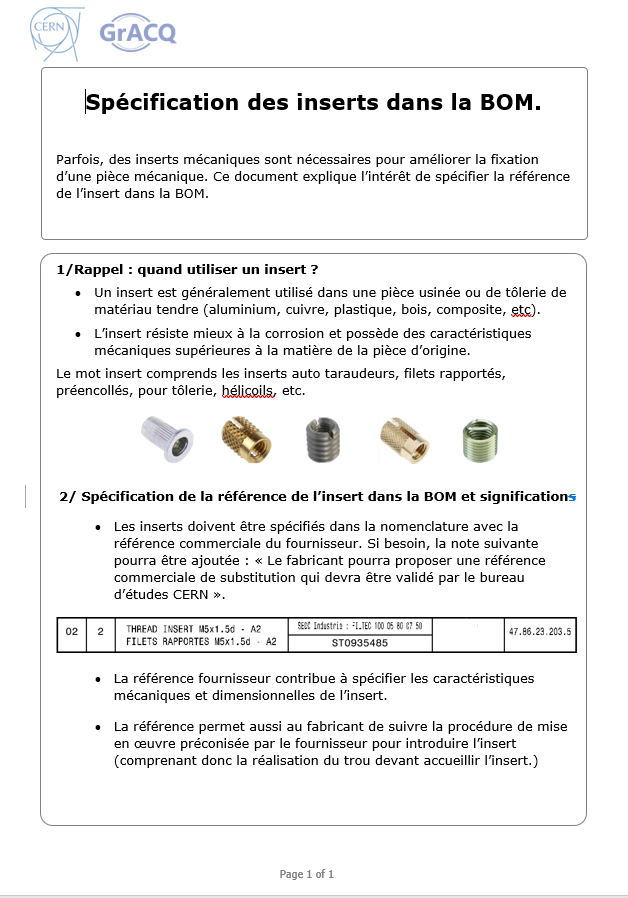 CERN
GrACQ
Spécification des inserts dans la BOM.
Parfois, des inserts mécaniques sont nécessaires pour améliorer la fixation
d’une pièce mécanique. Ce document explique l’intérêt de spécifier la référence
de l’insert dans la BOM.
1/Rappel : quand utiliser un insert ?
• Un insert est généralement utilisé dans une pièce usinée ou de tôlerie de
matériau tendre (aluminium, cuivre, plastique, bois, composite, etc).
• L’insert résiste mieux à la corrosion et possède des caractéristiques
mécaniques supérieures à la matière de la pièce d’origine.
Le mot insert comprends les inserts auto taraudeurs, filets rapportés,
préencollés, pour tôlerie, hélicoils, etc.
2/ Spécification de la référence de l’insert dans la BOM et significations
• Les inserts doivent être spécifiés dans la nomenclature avec la
référence commerciale du fournisseur. Si besoin, la note suivante
pourra être ajoutée : « Le fabricant pourra proposer une référence
commerciale de substitution qui devra être validé par le bureau
d’études CERN ».
02 2 THREAD INSERT M5x1.5d - A2 Industrie : 100 05 47.86.23.203.5
FILETS RAPPORTES M5x1.5d - A2 ST0935485
• La référence fournisseur contribue à spécifier les caractéristiques
mécaniques et dimensionnelles de l’insert.
• La référence permet aussi au fabricant de suivre la procédure de mise
en œuvre préconisée par le fournisseur pour introduire l’insert
(comprenant donc la réalisation du trou devant accueillir l’insert.)
Page 1 of 1